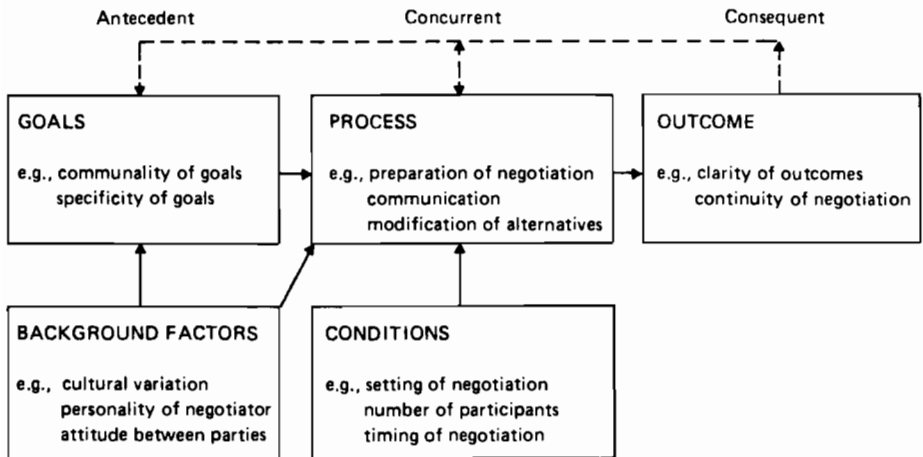 Antecedent
Concurrent
Consequent
GOALS
e.g., communality of goals
specificity of goals
PROCESS
e.g., preparation of negotiation
communication
modification of alternatives
OUTCOME
e.g., clarity of outcomes
continuity of negotiation
BACKGROUND FACTORS
e.g., cultural variation
personality of negotiator
attitude between parties
CONDITIONS
e.g., setting of negotiation
number of participants
timing of negotiation